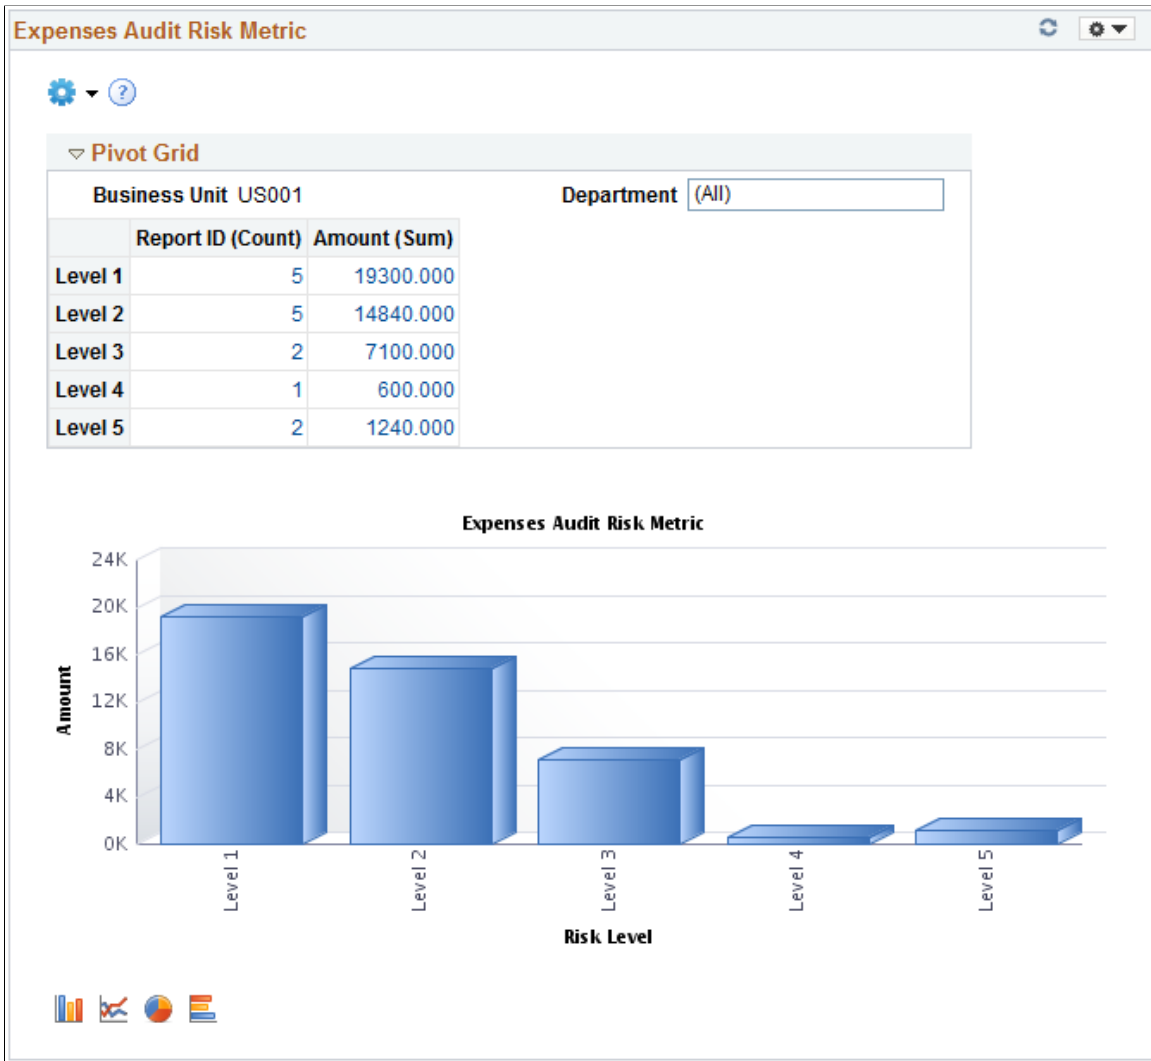 Expenses Audit Risk Metric
?
Pivot Grid
Business Unit US001 Department (All)
Report ID (Count) Amount (Sum)
Level 1 5 19300.000
Level 2 5 14840.000
Level 3 2 7100.000
Level 4 1 600.000
Level 5 2 1240.000
Expenses Audit Risk Metric
24K
20K
16K
12K
8K
4K
0K
Amount
Level 1
Level 2
Level 3
Level 4
Level 5
Risk Level